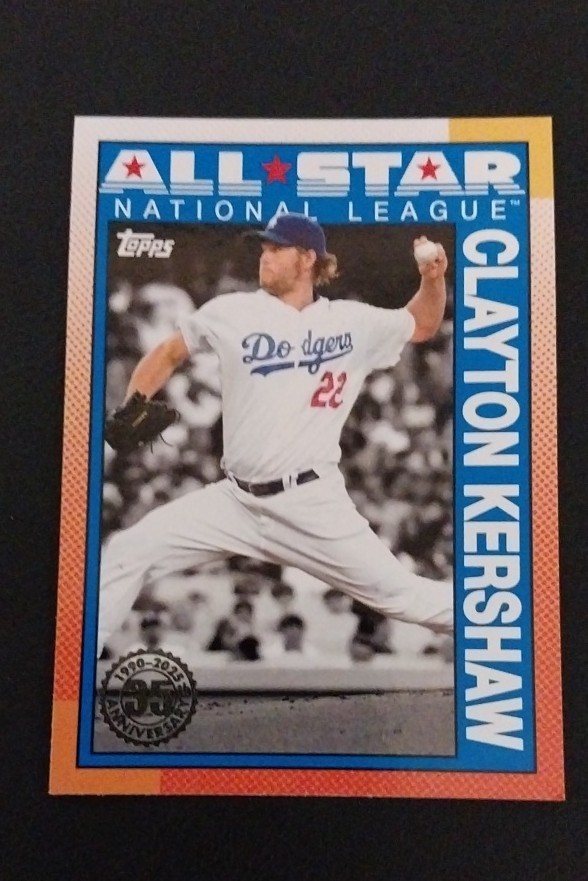 ALL★STAR
NATIONAL LEAGUE™
Topps
CLAYTON KERSHAW
Dodgers
22
1990-2025
35
ANNIVERSARY